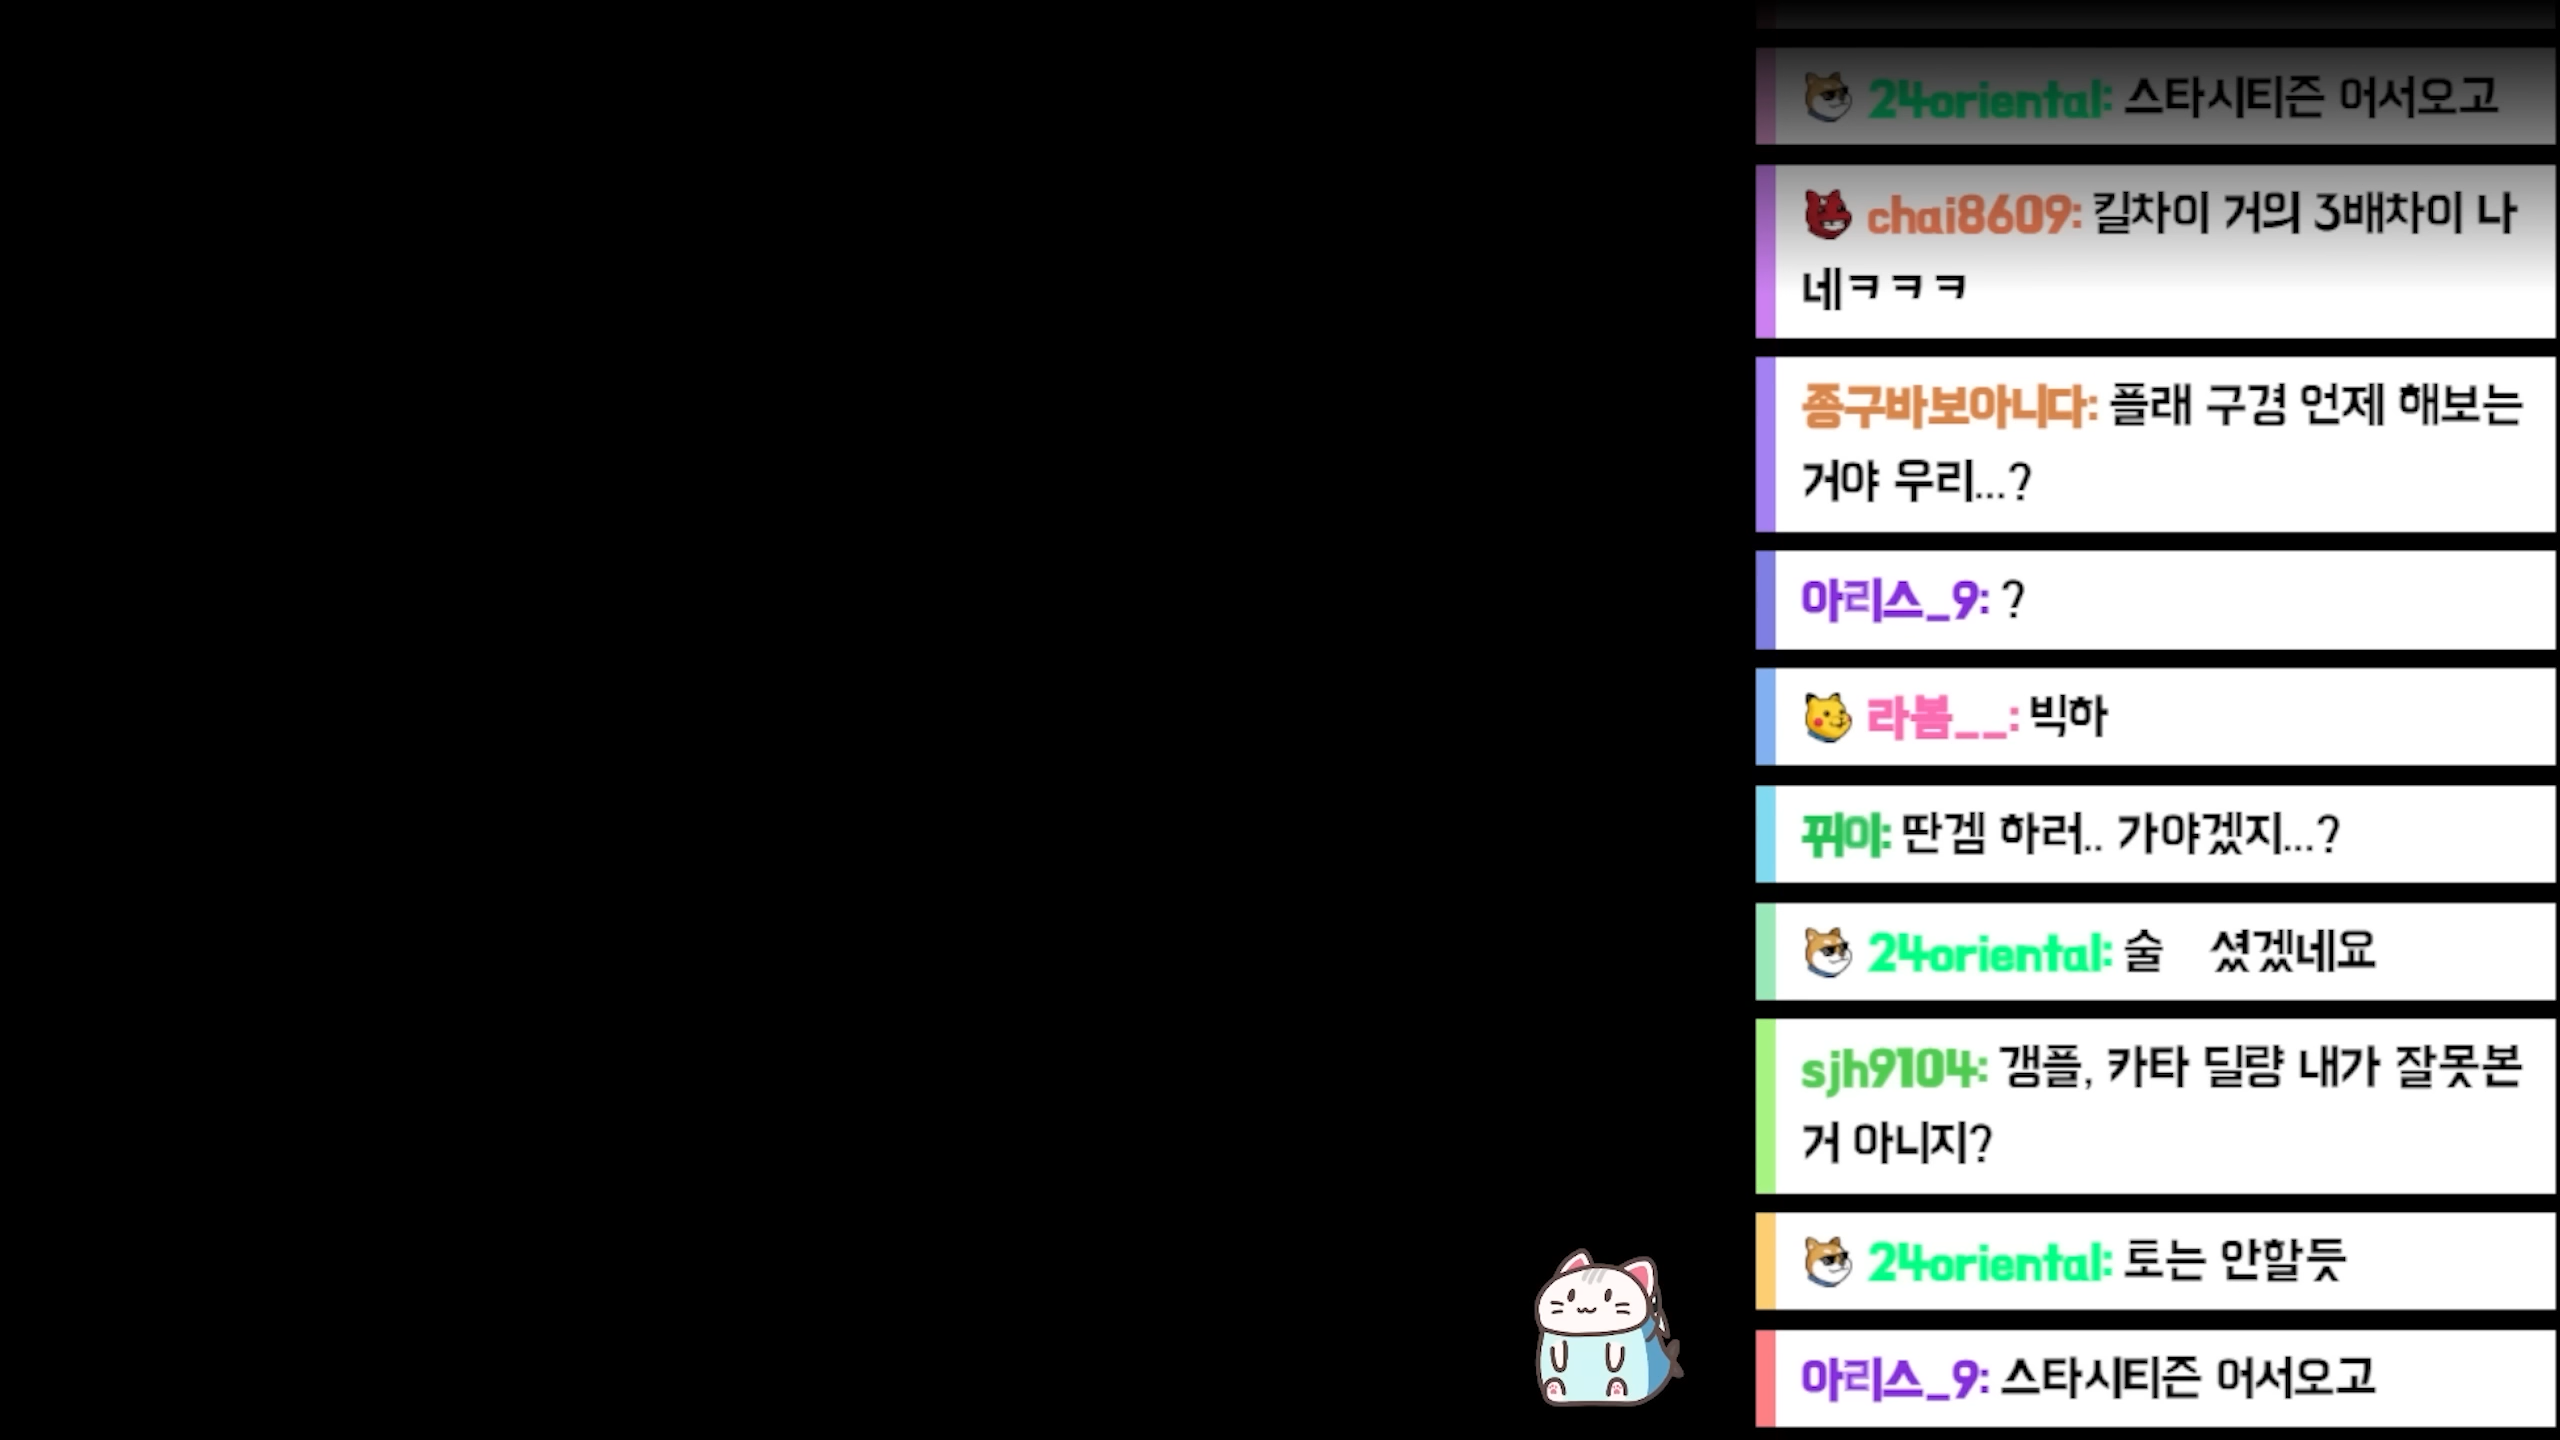 24oriental: 스타시티즌 어서오고
chai8609: 킬차이 거의 3배차이 나
네ㅋㅋㅋ
종구바보아니다: 플래 구경 언제 해보는
거야 우리...?
아리스_9: ?
라봄__: 빅하
뀌이: 딴겜 하러.. 가야겠지...?
24oriental: 술 셨겠네요
sjh9104: 갱플, 카타 딜량 내가 잘못본
거 아니지?
24oriental: 토는 안할듯
아리스_9: 스타시티즌 어서오고